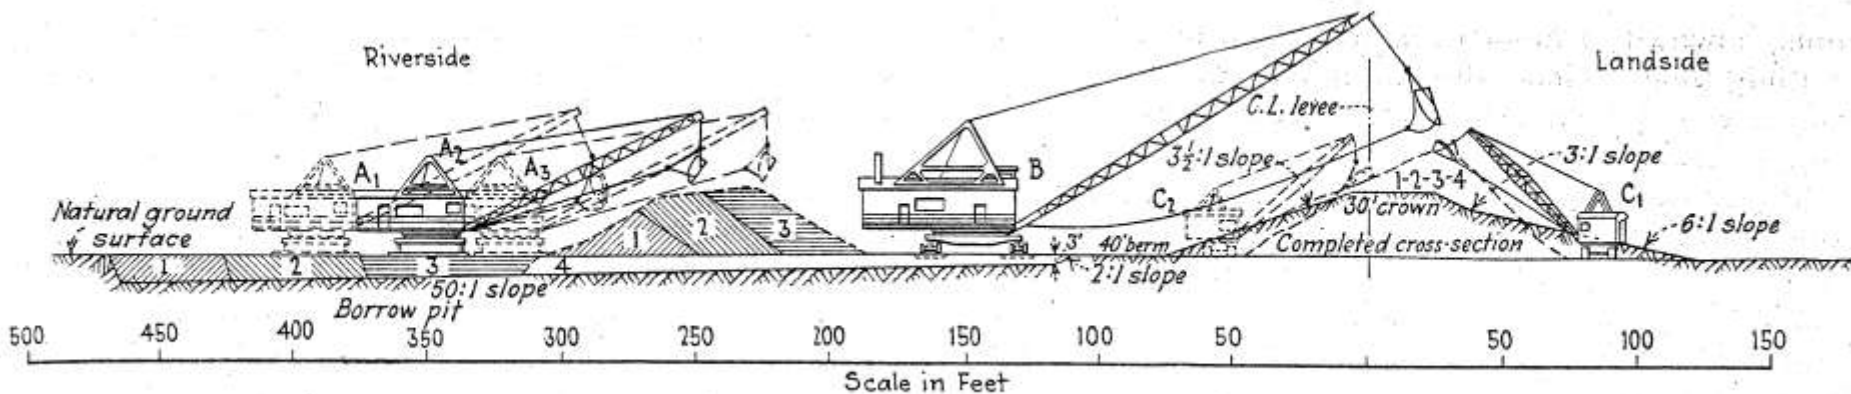 Riverside
Landside
C.L. levee
A1
A2
A3
B
C2
3½:1 slope
3:1 slope
1-2-3-4
C1
Natural ground
surface
1
2
3
30' crown
6:1 slope
3'
40' berm
Completed cross-section
1
2
3
4
2:1 slope
50:1 slope
Borrow pit
500 450 400 350 300 250 200 150 100 50 0 50 100 150
Scale in Feet